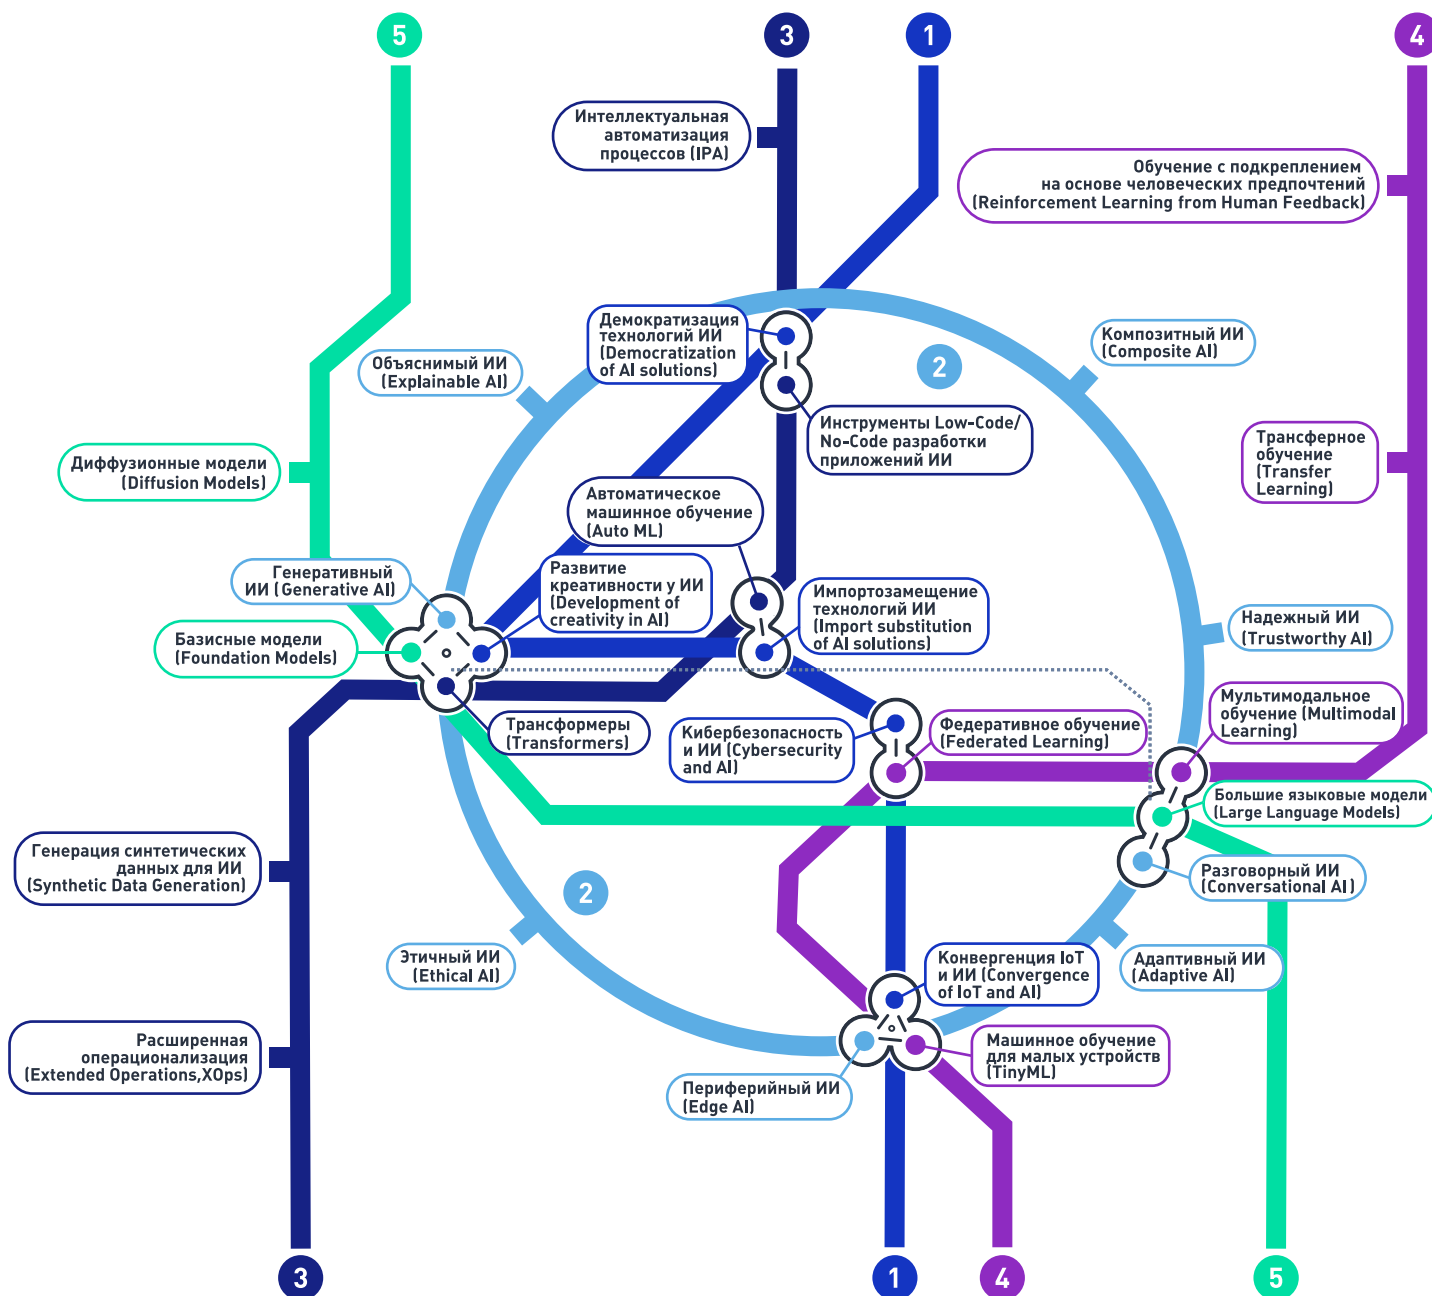 5
3
1
4
Интеллектуальная
автоматизация
процессов (IPA)
Обучение с подкреплением
на основе человеческих предпочтений
(Reinforcement Learning from Human Feedback)
Демократизация
технологий ИИ
(Democratization
of AI solutions)
Объяснимый ИИ
(Explainable AI)
2
Композитный ИИ
(Composite AI)
Инструменты Low-Code/
No-Code разработки
приложений ИИ
Трансферное
обучение
(Transfer
Learning)
Диффузионные модели
(Diffusion Models)
Автоматическое
машинное обучение
(Auto ML)
Генеративный
ИИ (Generative AI)
Развитие
креативности у ИИ
(Development of
creativity in AI)
Импортозамещение
технологий ИИ
(Import substitution
of AI solutions)
Надежный ИИ
(Trustworthy AI)
Базисные модели
(Foundation Models)
Трансформеры
(Transformers)
Кибербезопасность
и ИИ (Cybersecurity
and AI)
Федеративное обучение
(Federated Learning)
Мультимодальное
обучение (Multimodal
Learning)
Большие языковые модели
(Large Language Models)
Генерация синтетических
данных для ИИ
(Synthetic Data Generation)
2
Разговорный ИИ
(Conversational AI)
Этичный ИИ
(Ethical AI)
Конвергенция IoT
и ИИ (Convergence
of IoT and AI)
Адаптивный ИИ
(Adaptive AI)
Расширенная
операционализация
(Extended Operations,XOps)
Машинное обучение
для малых устройств
(TinyML)
Периферийный ИИ
(Edge AI)
3
1
4
5